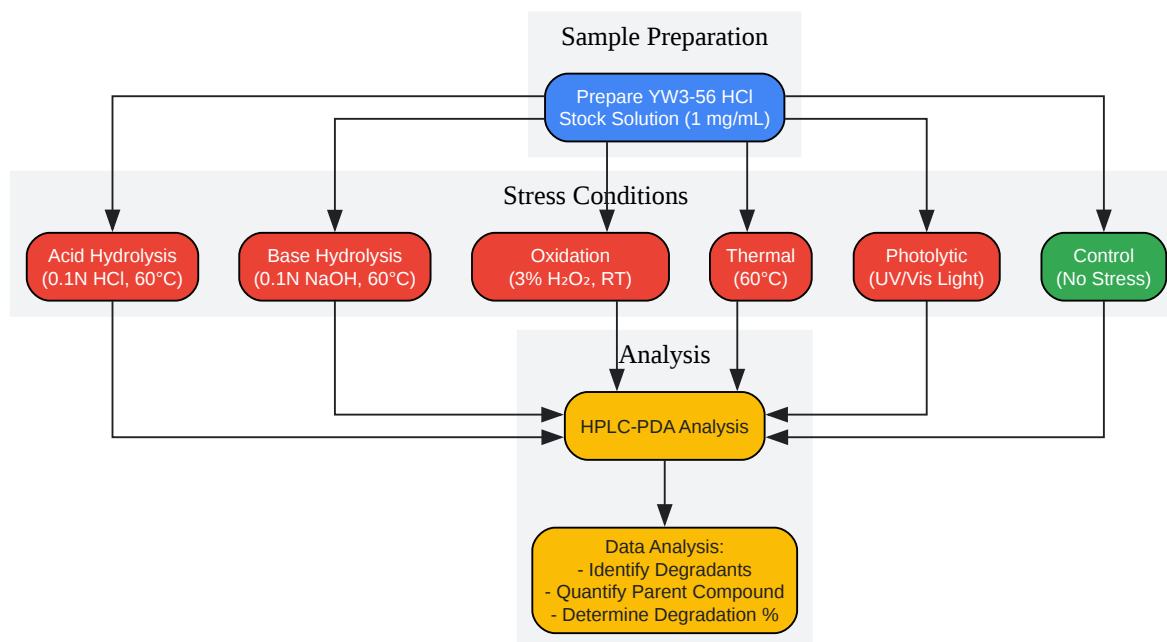 Sample Preparation
Prepare YW3-56 HCl
Stock Solution (1 mg/mL)
Stress Conditions
Acid Hydrolysis
(0.1N HCl, 60°C)
Base Hydrolysis
(0.1N NaOH, 60°C)
Oxidation
(3% H₂O₂, RT)
Thermal
(60°C)
Photolytic
(UV/Vis Light)
Control
(No Stress)
Analysis
HPLC-PDA Analysis
Data Analysis:
- Identify Degradants
- Quantify Parent Compound
- Determine Degradation %